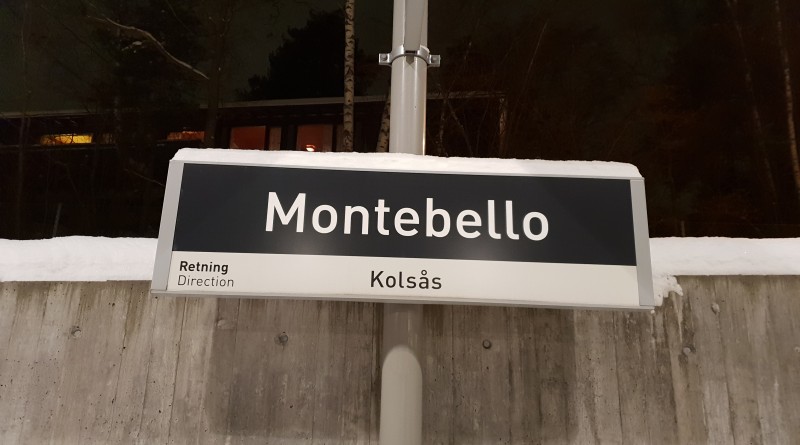 Montebello
Retning
Direction
Kolsås